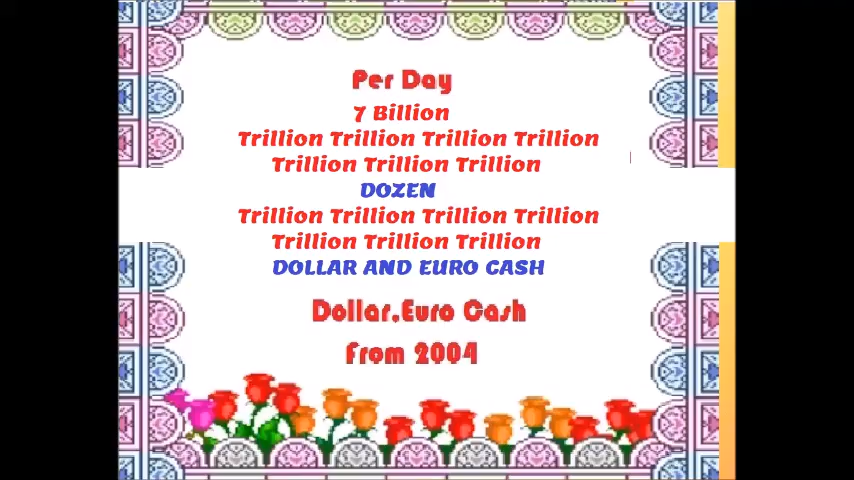 Per Day
7 Billion
Trillion Trillion Trillion Trillion
Trillion Trillion Trillion
DOZEN
Trillion Trillion Trillion Trillion
Trillion Trillion Trillion
DOLLAR AND EURO CASH
Dollar,Euro Cash
From 2004